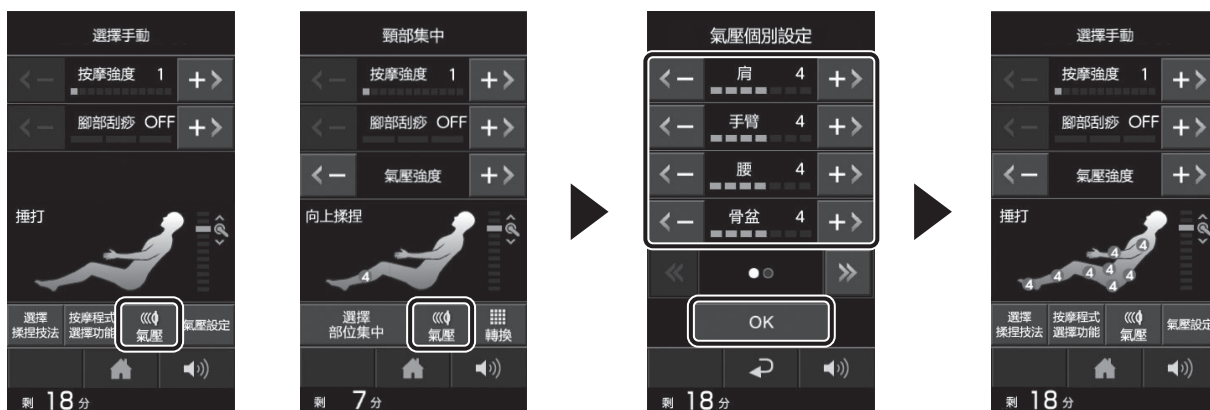 選擇手動
按摩強度 1
腳部刮痧 OFF
捶打
選擇
揉捏技法
按摩程式
選擇功能
氣壓
氣壓設定
剩 18 分
頸部集中
按摩強度 1
腳部刮痧 OFF
氣壓強度
向上揉捏
4
選擇
部位集中
氣壓
轉換
剩 7 分
氣壓個別設定
肩 4
手臂 4
腰 4
骨盆 4
OK
剩 18 分
選擇手動
按摩強度 1
腳部刮痧 OFF
氣壓強度
捶打
4
4
4 4 4 4
4 4
選擇
揉捏技法
按摩程式
選擇功能
氣壓
氣壓設定
剩 18 分